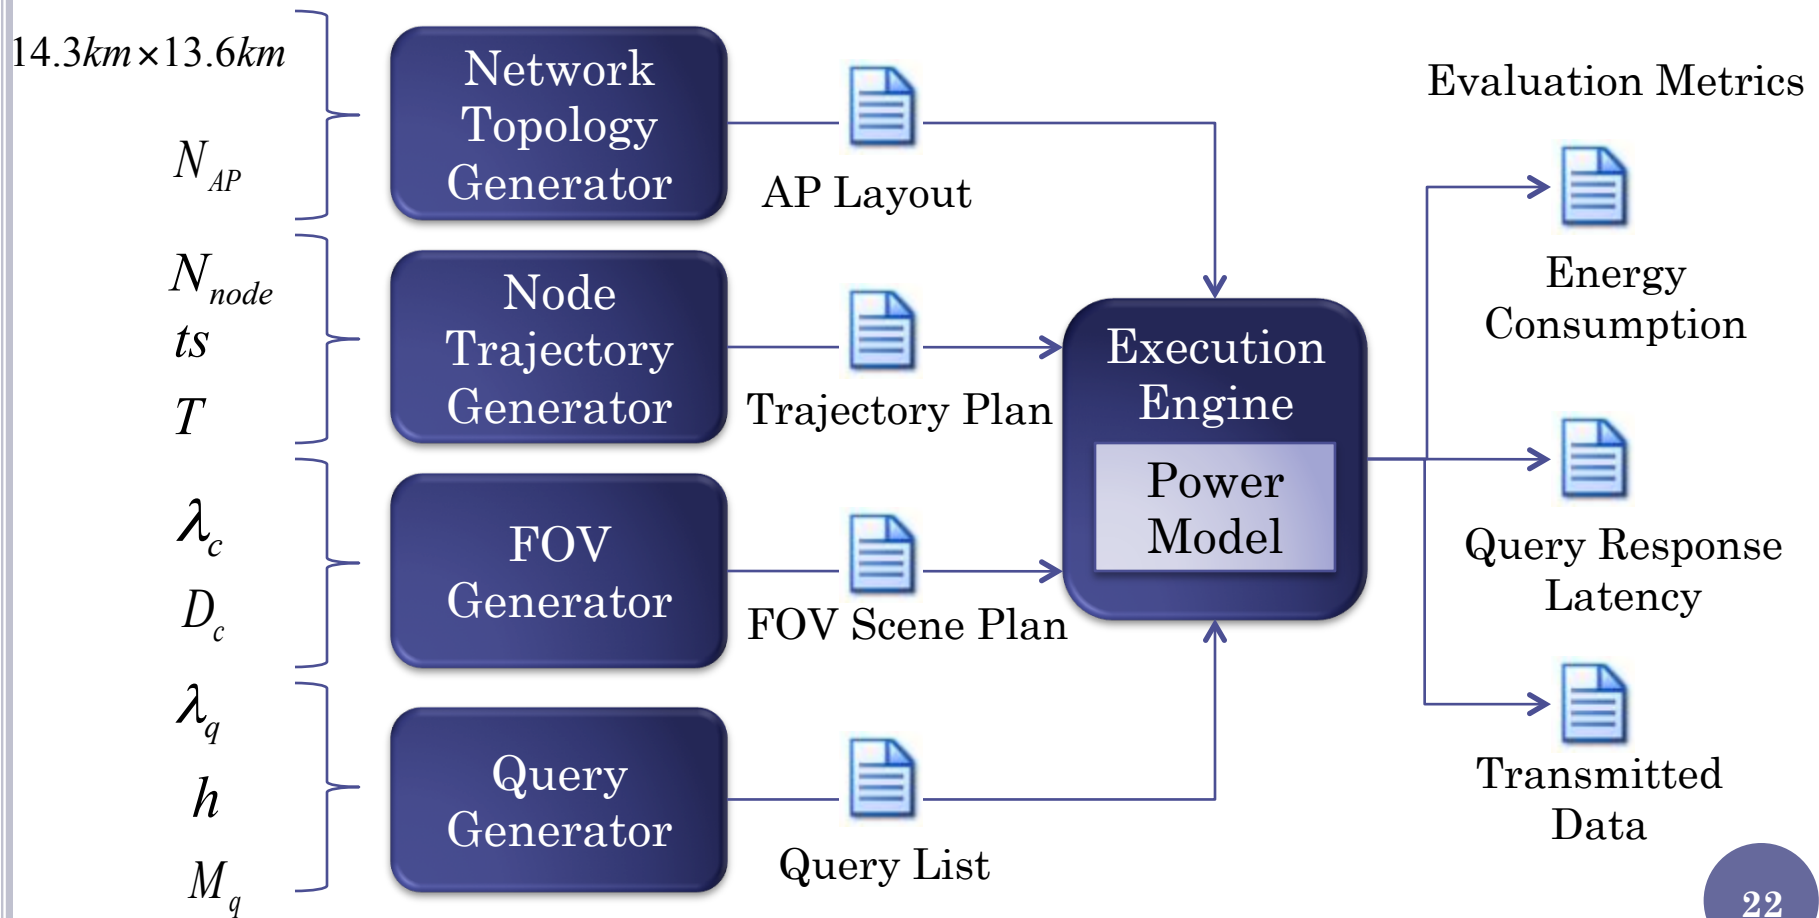 14.3km×13.6km
N_AP
Network
Topology
Generator
AP Layout
N_node
ts
T
Node
Trajectory
Generator
Trajectory Plan
λ_c
D_c
FOV
Generator
FOV Scene Plan
λ_q
h
M_q
Query
Generator
Query List
Execution
Engine
Power
Model
Evaluation Metrics
Energy
Consumption
Query Response
Latency
Transmitted
Data
22